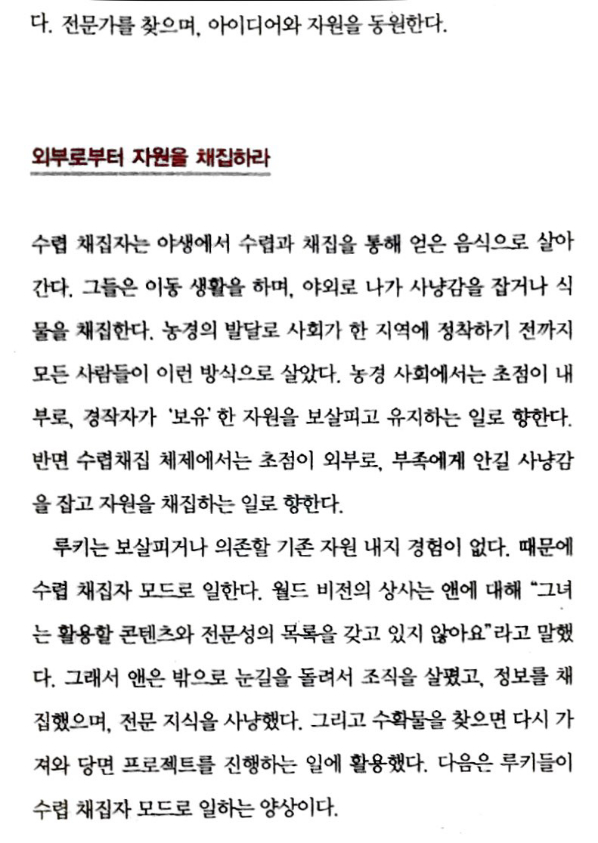 다. 전문가를 찾으며, 아이디어와 자원을 동원한다.
외부로부터 자원을 채집하라
수렵 채집자는 야생에서 수렵과 채집을 통해 얻은 음식으로 살아
간다. 그들은 이동 생활을 하며, 야외로 나가 사냥감을 잡거나 식
물을 채집한다. 농경의 발달로 사회가 한 지역에 정착하기 전까지
모든 사람들이 이런 방식으로 살았다. 농경 사회에서는 초점이 내
부로, 경작자가 ‘보유’한 자원을 보살피고 유지하는 일로 향한다.
반면 수렵채집 체제에서는 초점이 외부로, 부족에게 안길 사냥감
을 잡고 자원을 채집하는 일로 향한다.
루키는 보살피거나 의존할 기존 자원 내지 경험이 없다. 때문에
수렵 채집자 모드로 일한다. 월드 비전의 상사는 앤에 대해 “그녀
는 활용할 콘텐츠와 전문성의 목록을 갖고 있지 않아요”라고 말했
다. 그래서 앤은 밖으로 눈길을 돌려서 조직을 살폈고, 정보를 채
집했으며, 전문 지식을 사냥했다. 그리고 수확물을 찾으면 다시 가
져와 당면 프로젝트를 진행하는 일에 활용했다. 다음은 루키들이
수렵 채집자 모드로 일하는 양상이다.